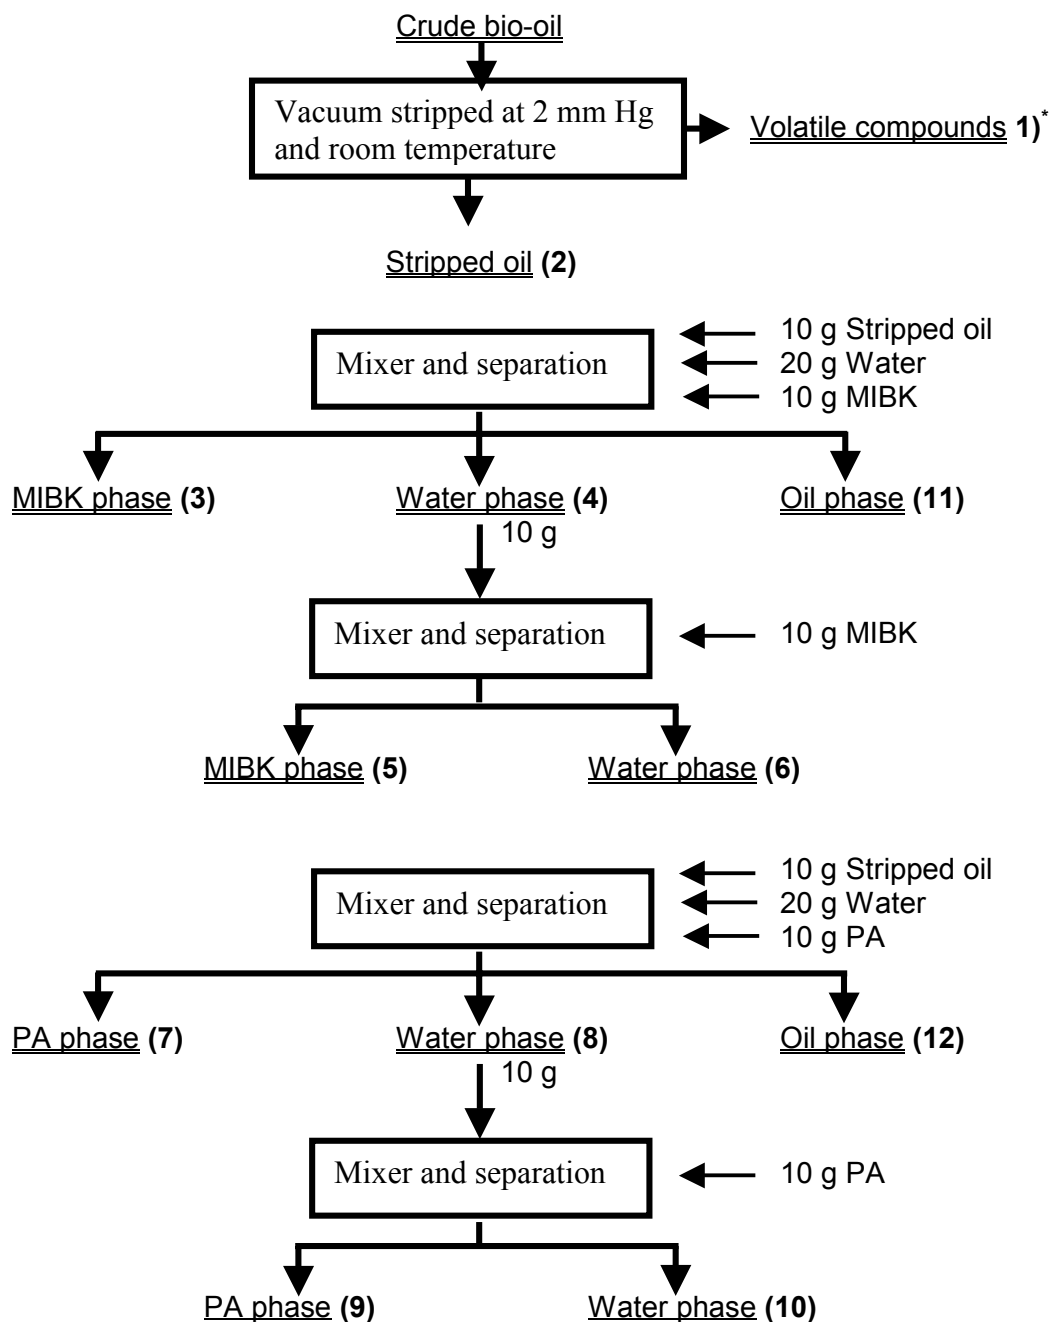 Crude bio-oil
Vacuum stripped at 2 mm Hg
and room temperature
Volatile compounds 1)*
Stripped oil (2)
10 g Stripped oil
Mixer and separation
20 g Water
10 g MIBK
MIBK phase (3)
Water phase (4)
Oil phase (11)
10 g
Mixer and separation
10 g MIBK
MIBK phase (5)
Water phase (6)
10 g Stripped oil
Mixer and separation
20 g Water
10 g PA
PA phase (7)
Water phase (8)
Oil phase (12)
10 g
Mixer and separation
10 g PA
PA phase (9)
Water phase (10)